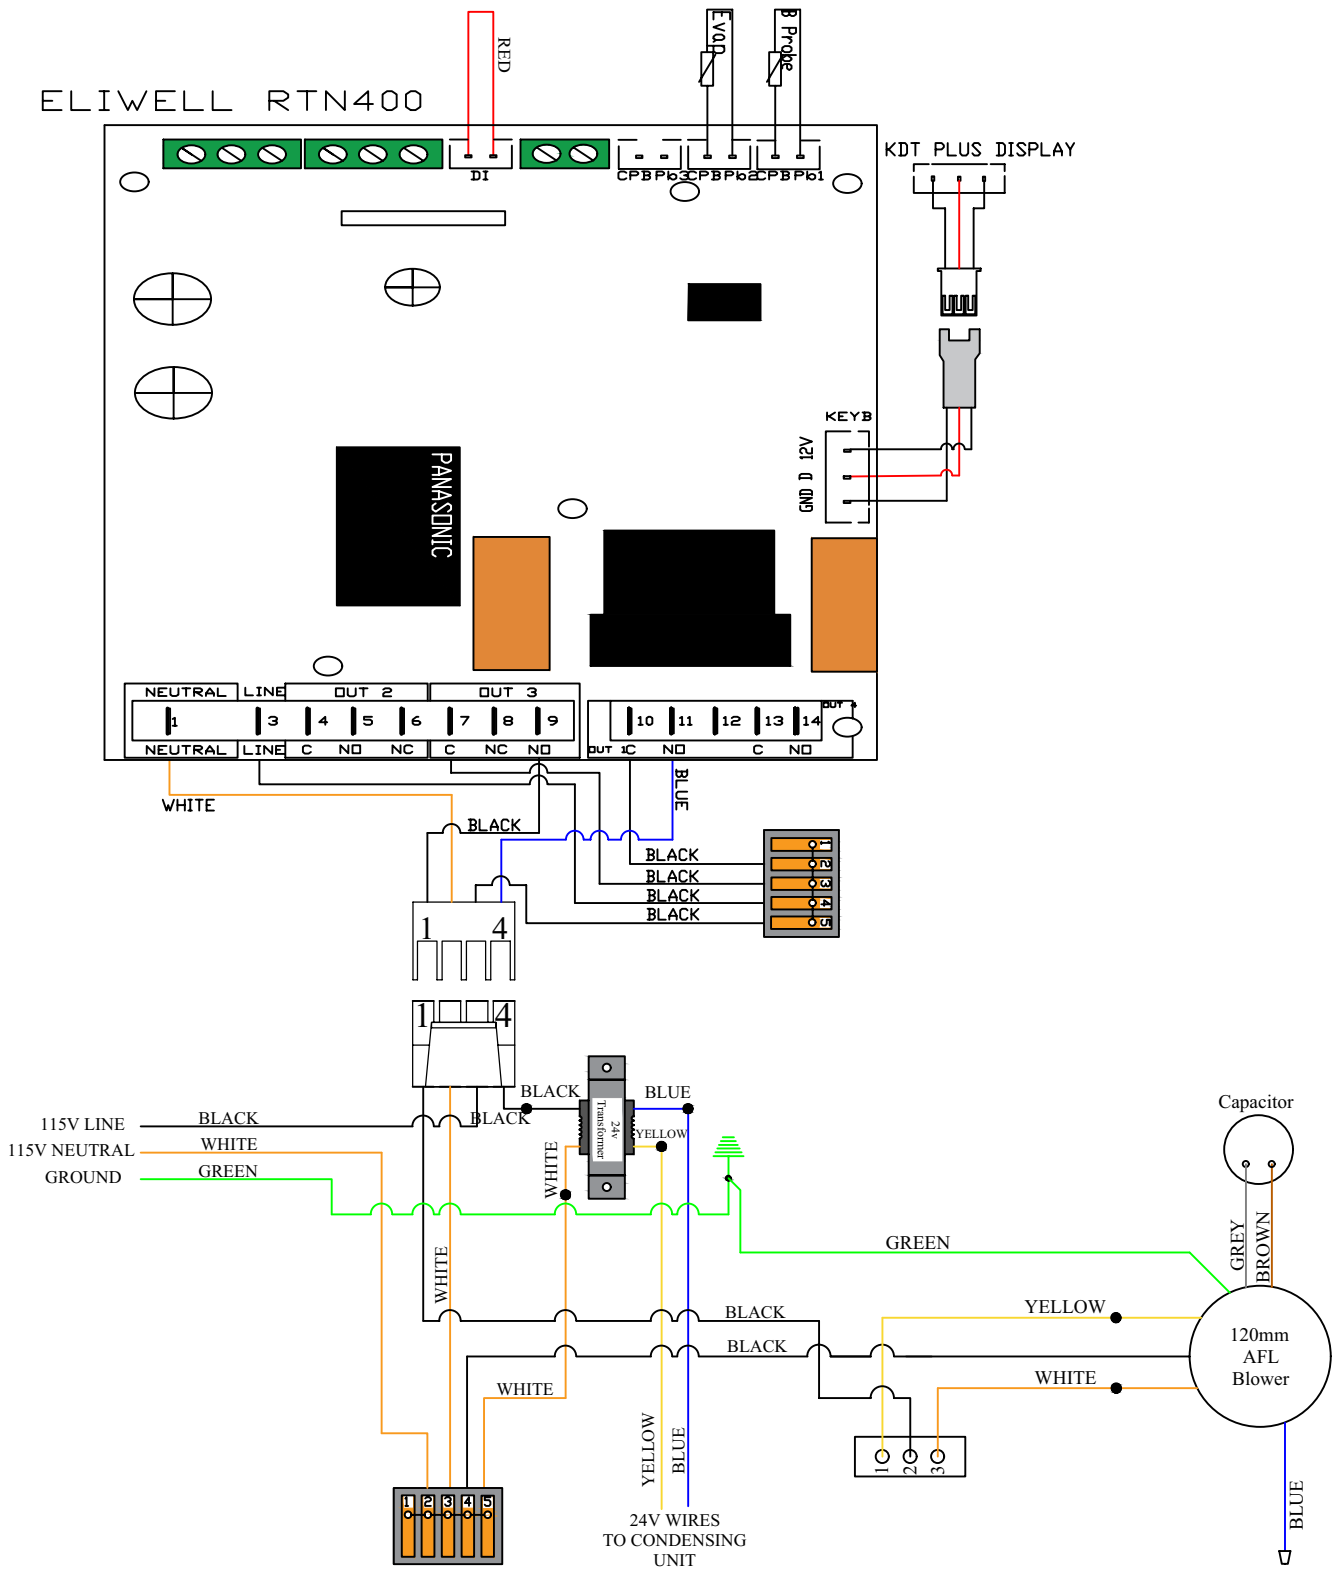 RED
Evap
B Probe
ELIWELL RTN400
KDT PLUS DISPLAY
DI
CPB Pb3 CPB Pb2 CPB Pb1
KEYB
GND D 12V
PANASONIC
NEUTRAL LINE OUT 2 OUT 3
OUT 4
1 3 4 5 6 7 8 9 10 11 12 13 14
NEUTRAL LINE C NO NC C NC NO OUT 1 C NO C NO
WHITE
BLUE
BLACK
BLACK
BLACK
BLACK
BLACK
1
2
3
4
5
1 4
1 4
BLACK
BLUE
24v
Transformer
YELLOW
BLACK
WHITE
115V LINE BLACK
115V NEUTRAL WHITE
GROUND GREEN
Capacitor
GREY
BROWN
GREEN
WHITE
BLACK
YELLOW
BLACK
120mm
AFL
Blower
WHITE
WHITE
YELLOW
BLUE
1 2 3
1 2 3 4 5
BLUE
24V WIRES
TO CONDENSING
UNIT